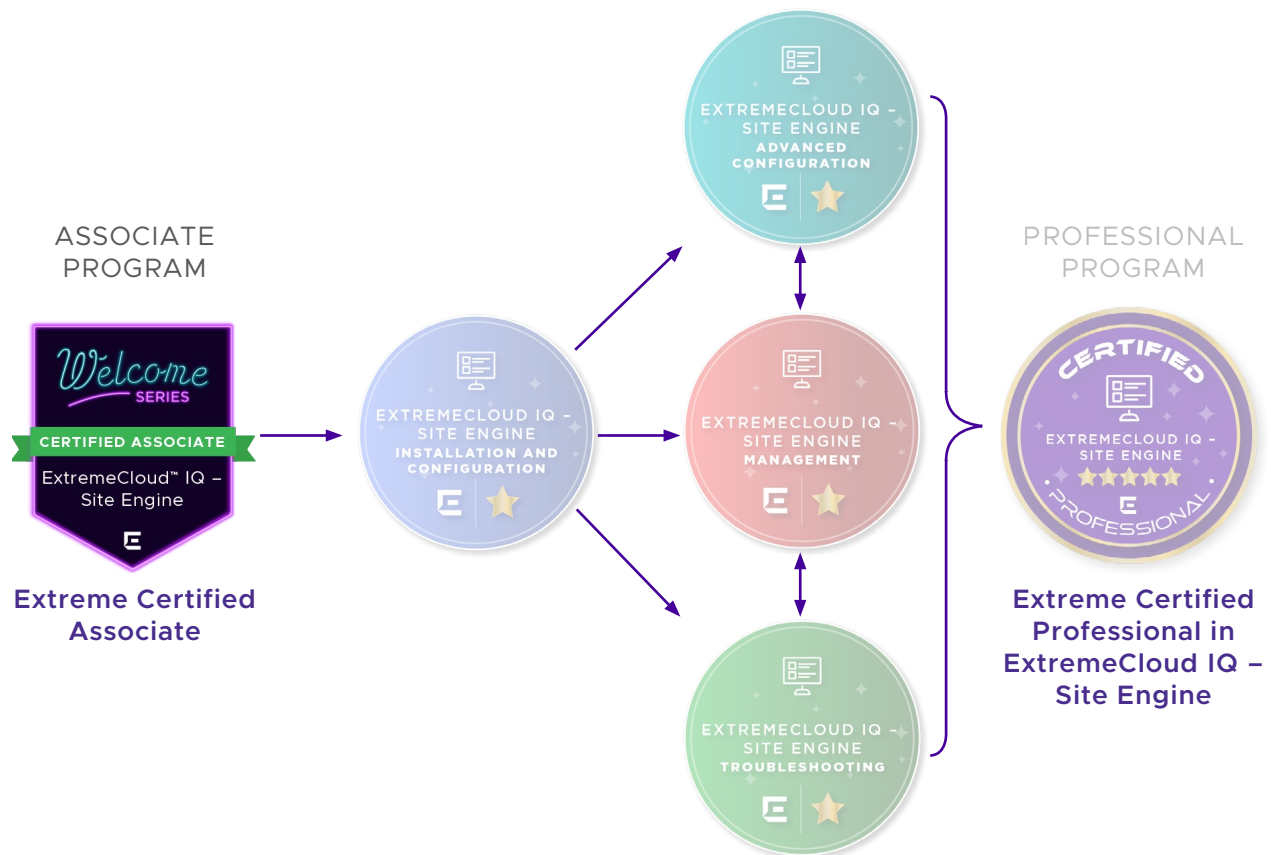 ASSOCIATE
PROGRAM
Welcome
SERIES
CERTIFIED ASSOCIATE
ExtremeCloud™ IQ –
Site Engine
Extreme Certified
Associate
EXTREMECLOUD IQ –
SITE ENGINE
INSTALLATION AND
CONFIGURATION
EXTREMECLOUD IQ –
SITE ENGINE
ADVANCED
CONFIGURATION
EXTREMECLOUD IQ –
SITE ENGINE
MANAGEMENT
EXTREMECLOUD IQ –
SITE ENGINE
TROUBLESHOOTING
PROFESSIONAL
PROGRAM
CERTIFIED
EXTREMECLOUD IQ –
SITE ENGINE
PROFESSIONAL
Extreme Certified
Professional in
ExtremeCloud IQ –
Site Engine